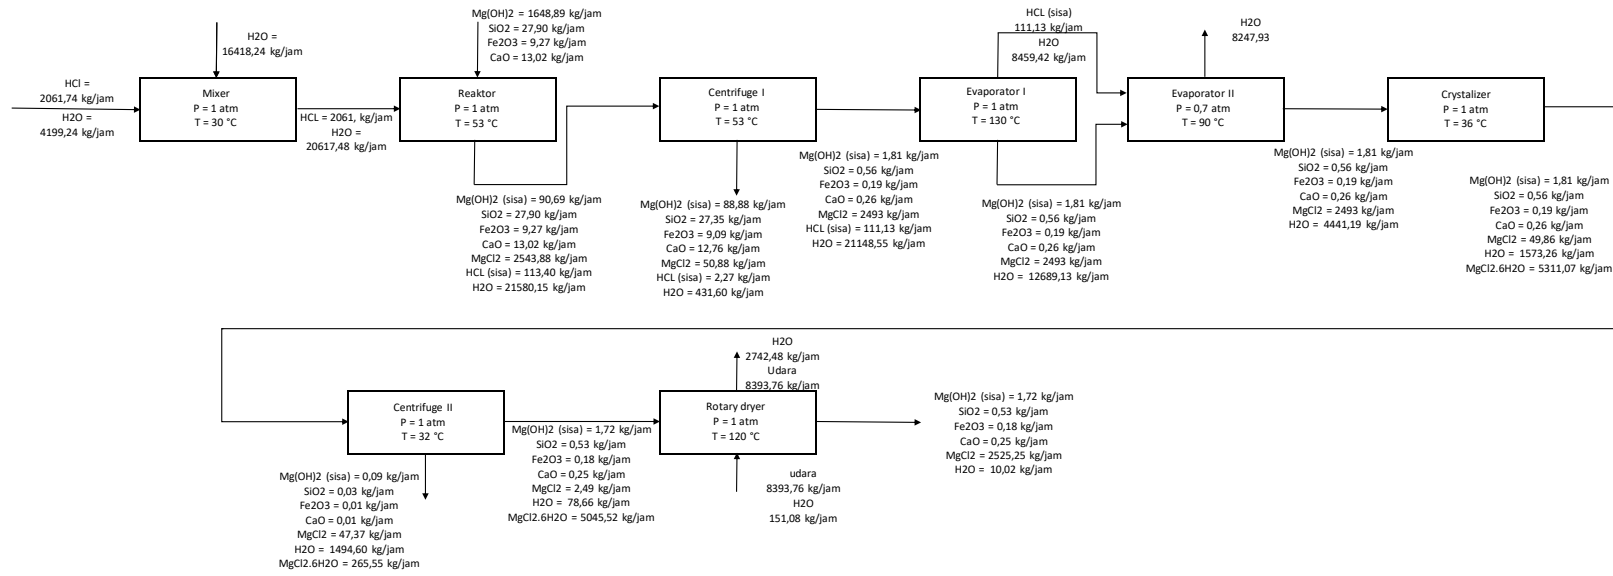 H2O =
16418,24 kg/jam
HCl =
2061,74 kg/jam
H2O =
4199,24 kg/jam
Mixer
P = 1 atm
T = 30 °C
HCL = 2061, kg/jam
H2O =
20617,48 kg/jam
Mg(OH)2 = 1648,89 kg/jam
SiO2 = 27,90 kg/jam
Fe2O3 = 9,27 kg/jam
CaO = 13,02 kg/jam
Reaktor
P = 1 atm
T = 53 °C
Mg(OH)2 (sisa) = 90,69 kg/jam
SiO2 = 27,90 kg/jam
Fe2O3 = 9,27 kg/jam
CaO = 13,02 kg/jam
MgCl2 = 2543,88 kg/jam
HCL (sisa) = 113,40 kg/jam
H2O = 21580,15 kg/jam
Centrifuge I
P = 1 atm
T = 53 °C
Mg(OH)2 (sisa) = 88,88 kg/jam
SiO2 = 27,35 kg/jam
Fe2O3 = 9,09 kg/jam
CaO = 12,76 kg/jam
MgCl2 = 50,88 kg/jam
HCL (sisa) = 2,27 kg/jam
H2O = 431,60 kg/jam
Mg(OH)2 (sisa) = 1,81 kg/jam
SiO2 = 0,56 kg/jam
Fe2O3 = 0,19 kg/jam
CaO = 0,26 kg/jam
MgCl2 = 2493 kg/jam
HCL (sisa) = 111,13 kg/jam
H2O = 21148,55 kg/jam
Evaporator I
P = 1 atm
T = 130 °C
HCL (sisa)
111,13 kg/jam
H2O
8459,42 kg/jam
Mg(OH)2 (sisa) = 1,81 kg/jam
SiO2 = 0,56 kg/jam
Fe2O3 = 0,19 kg/jam
CaO = 0,26 kg/jam
MgCl2 = 2493 kg/jam
H2O = 12689,13 kg/jam
H2O
8247,93
Evaporator II
P = 0,7 atm
T = 90 °C
Mg(OH)2 (sisa) = 1,81 kg/jam
SiO2 = 0,56 kg/jam
Fe2O3 = 0,19 kg/jam
CaO = 0,26 kg/jam
MgCl2 = 2493 kg/jam
H2O = 4441,19 kg/jam
Crystalizer
P = 1 atm
T = 36 °C
Mg(OH)2 (sisa) = 1,81 kg/jam
SiO2 = 0,56 kg/jam
Fe2O3 = 0,19 kg/jam
CaO = 0,26 kg/jam
MgCl2 = 49,86 kg/jam
H2O = 1573,26 kg/jam
MgCl2.6H2O = 5311,07 kg/jam
Centrifuge II
P = 1 atm
T = 32 °C
Mg(OH)2 (sisa) = 0,09 kg/jam
SiO2 = 0,03 kg/jam
Fe2O3 = 0,01 kg/jam
CaO = 0,01 kg/jam
MgCl2 = 47,37 kg/jam
H2O = 1494,60 kg/jam
MgCl2.6H2O = 265,55 kg/jam
Mg(OH)2 (sisa) = 1,72 kg/jam
SiO2 = 0,53 kg/jam
Fe2O3 = 0,18 kg/jam
CaO = 0,25 kg/jam
MgCl2 = 2,49 kg/jam
H2O = 78,66 kg/jam
MgCl2.6H2O = 5045,52 kg/jam
H2O
2742,48 kg/jam
Udara
8393,76 kg/jam
Rotary dryer
P = 1 atm
T = 120 °C
udara
8393,76 kg/jam
H2O
151,08 kg/jam
Mg(OH)2 (sisa) = 1,72 kg/jam
SiO2 = 0,53 kg/jam
Fe2O3 = 0,18 kg/jam
CaO = 0,25 kg/jam
MgCl2 = 2525,25 kg/jam
H2O = 10,02 kg/jam